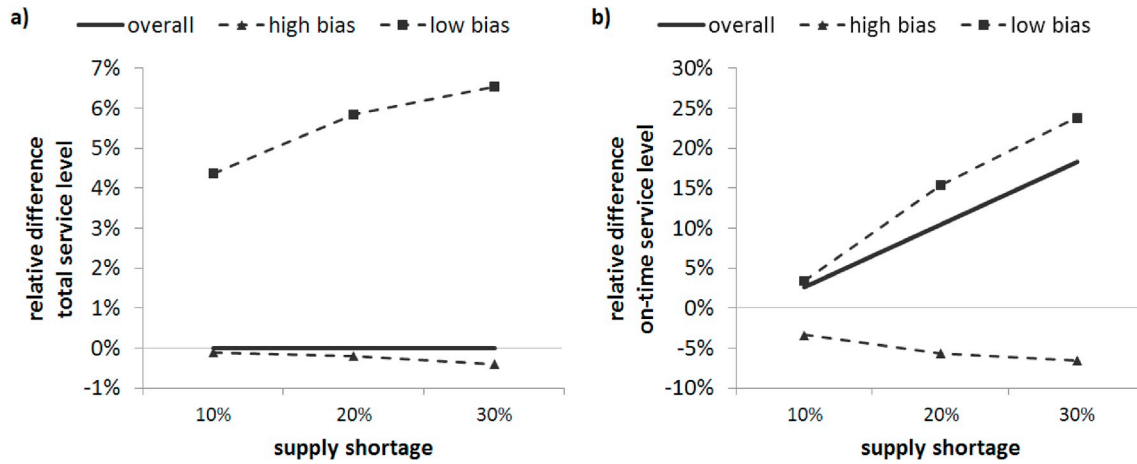 a)
overall high bias low bias
7%
6%
5%
4%
3%
2%
1%
0%
-1%
relative difference
total service level
10% 20% 30%
supply shortage
b)
overall high bias low bias
30%
25%
20%
15%
10%
5%
0%
-5%
-10%
relative difference
on-time service level
10% 20% 30%
supply shortage